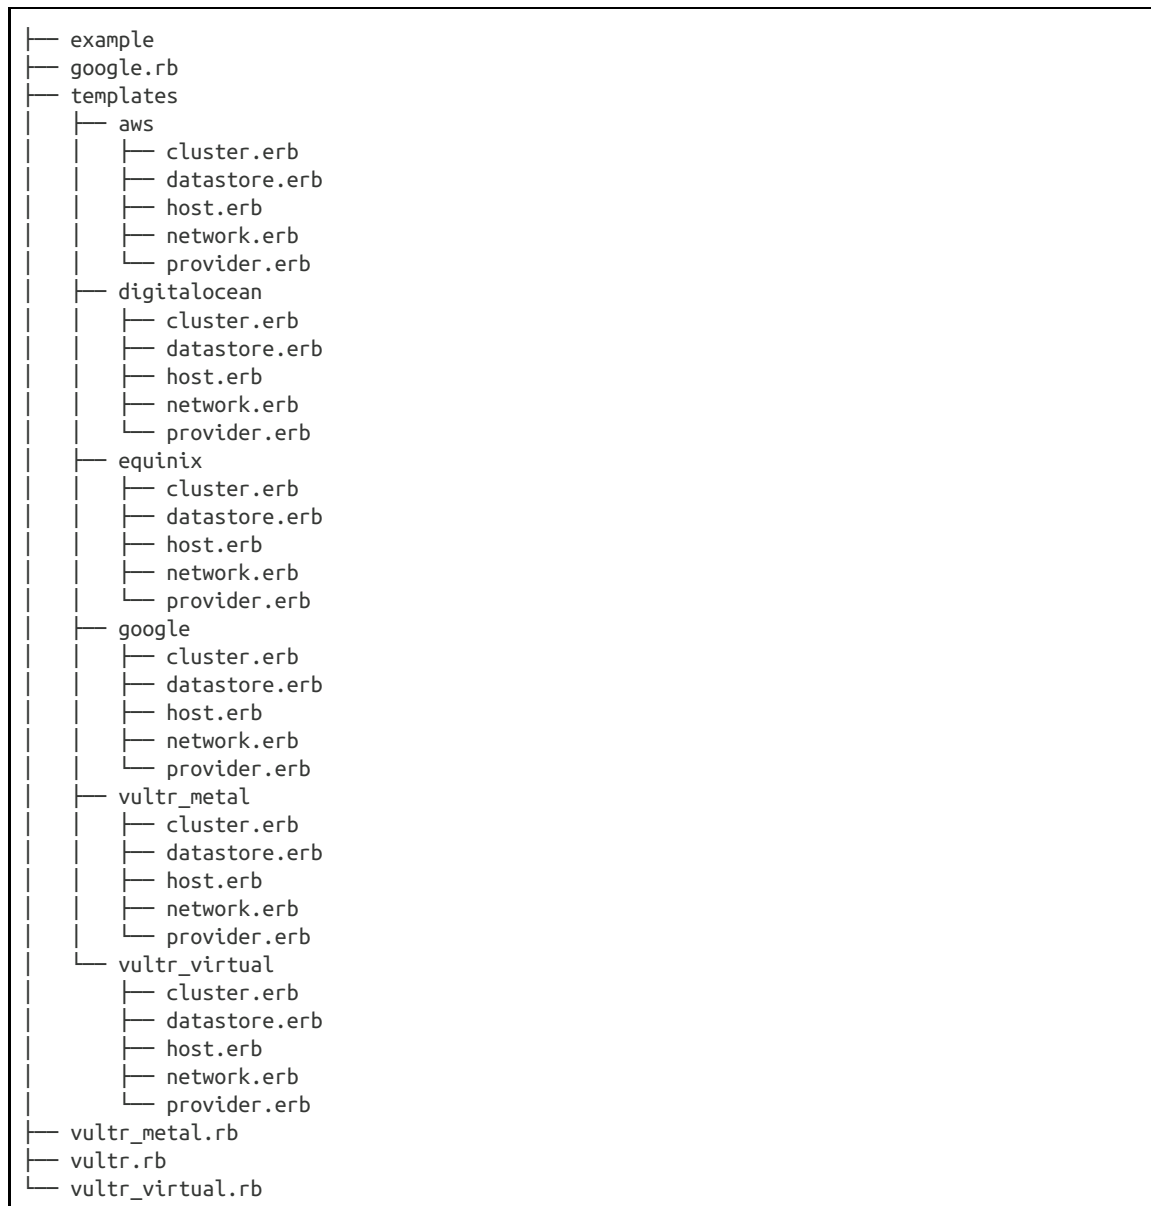 ├── example
├── google.rb
├── templates
│   ├── aws
│   │   ├── cluster.erb
│   │   ├── datastore.erb
│   │   ├── host.erb
│   │   ├── network.erb
│   │   └── provider.erb
│   ├── digitalocean
│   │   ├── cluster.erb
│   │   ├── datastore.erb
│   │   ├── host.erb
│   │   ├── network.erb
│   │   └── provider.erb
│   ├── equinix
│   │   ├── cluster.erb
│   │   ├── datastore.erb
│   │   ├── host.erb
│   │   ├── network.erb
│   │   └── provider.erb
│   ├── google
│   │   ├── cluster.erb
│   │   ├── datastore.erb
│   │   ├── host.erb
│   │   ├── network.erb
│   │   └── provider.erb
│   ├── vultr_metal
│   │   ├── cluster.erb
│   │   ├── datastore.erb
│   │   ├── host.erb
│   │   ├── network.erb
│   │   └── provider.erb
│   └── vultr_virtual
│       ├── cluster.erb
│       ├── datastore.erb
│       ├── host.erb
│       ├── network.erb
│       └── provider.erb
├── vultr_metal.rb
├── vultr.rb
└── vultr_virtual.rb